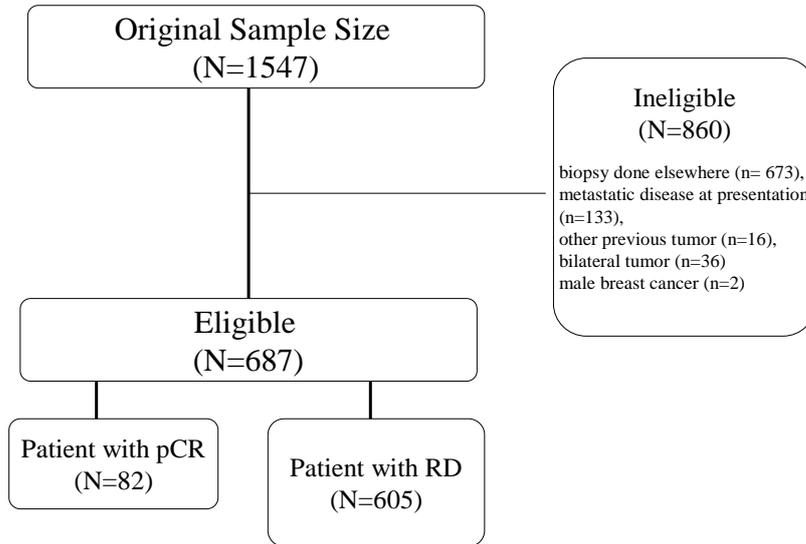 Original Sample Size
(N=1547)
Ineligible
(N=860)
biopsy done elsewhere (n= 673),
metastatic disease at presentation
(n=133),
other previous tumor (n=16),
bilateral tumor (n=36)
male breast cancer (n=2)
Eligible
(N=687)
Patient with pCR
(N=82)
Patient with RD
(N=605)